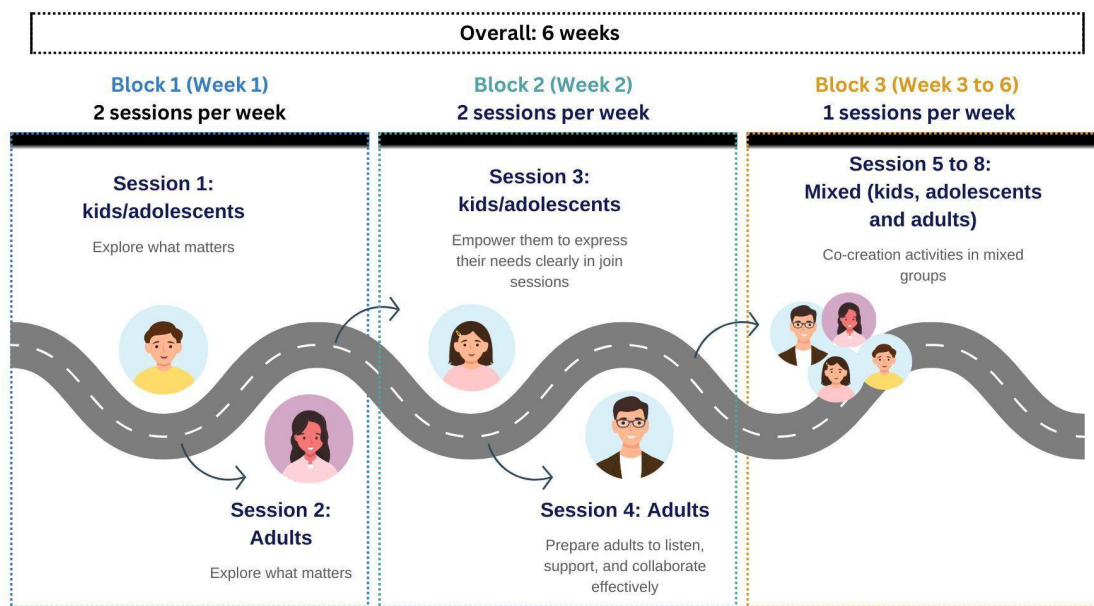 Overall: 6 weeks
Block 1 (Week 1)
2 sessions per week
Block 2 (Week 2)
2 sessions per week
Block 3 (Week 3 to 6)
1 sessions per week
Session 1:
kids/adolescents
Explore what matters
Session 2:
Adults
Explore what matters
Session 3:
kids/adolescents
Empower them to express
their needs clearly in join
sessions
Session 4: Adults
Prepare adults to listen,
support, and collaborate
effectively
Session 5 to 8:
Mixed (kids, adolescents
and adults)
Co-creation activities in mixed
groups